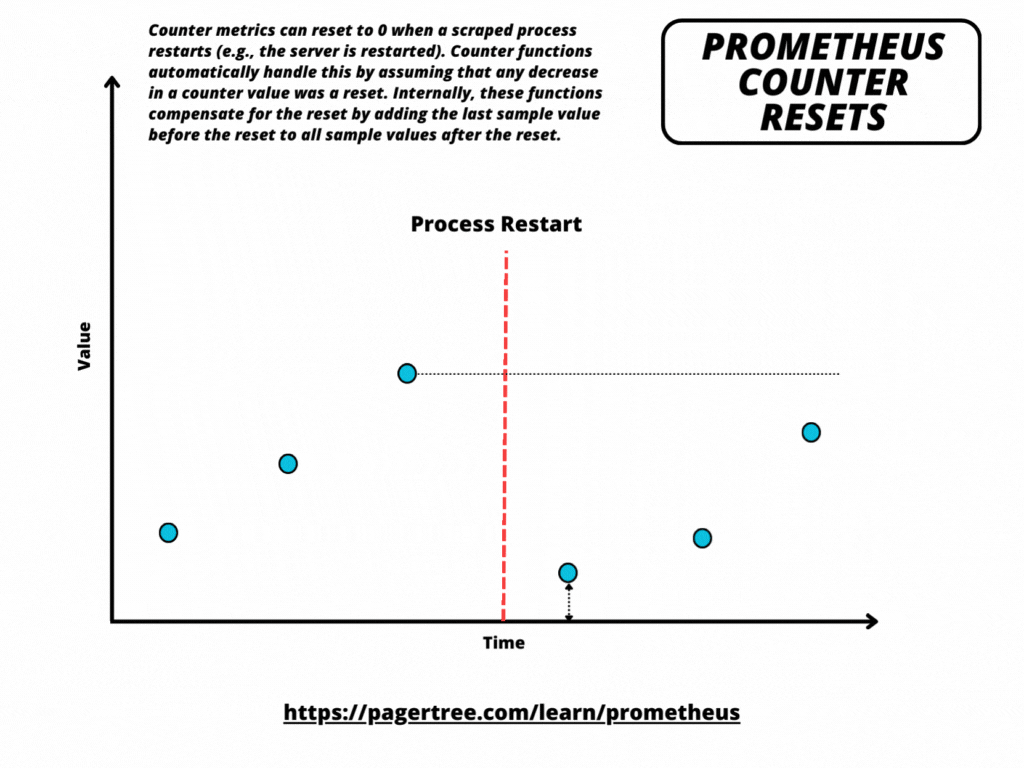 Counter metrics can reset to 0 when a scraped process
restarts (e.g., the server is restarted). Counter functions
automatically handle this by assuming that any decrease
in a counter value was a reset. Internally, these functions
compensate for the reset by adding the last sample value
before the reset to all sample values after the reset.
PROMETHEUS
COUNTER
RESETS
Process Restart
Value
Time
https://pagertree.com/learn/prometheus